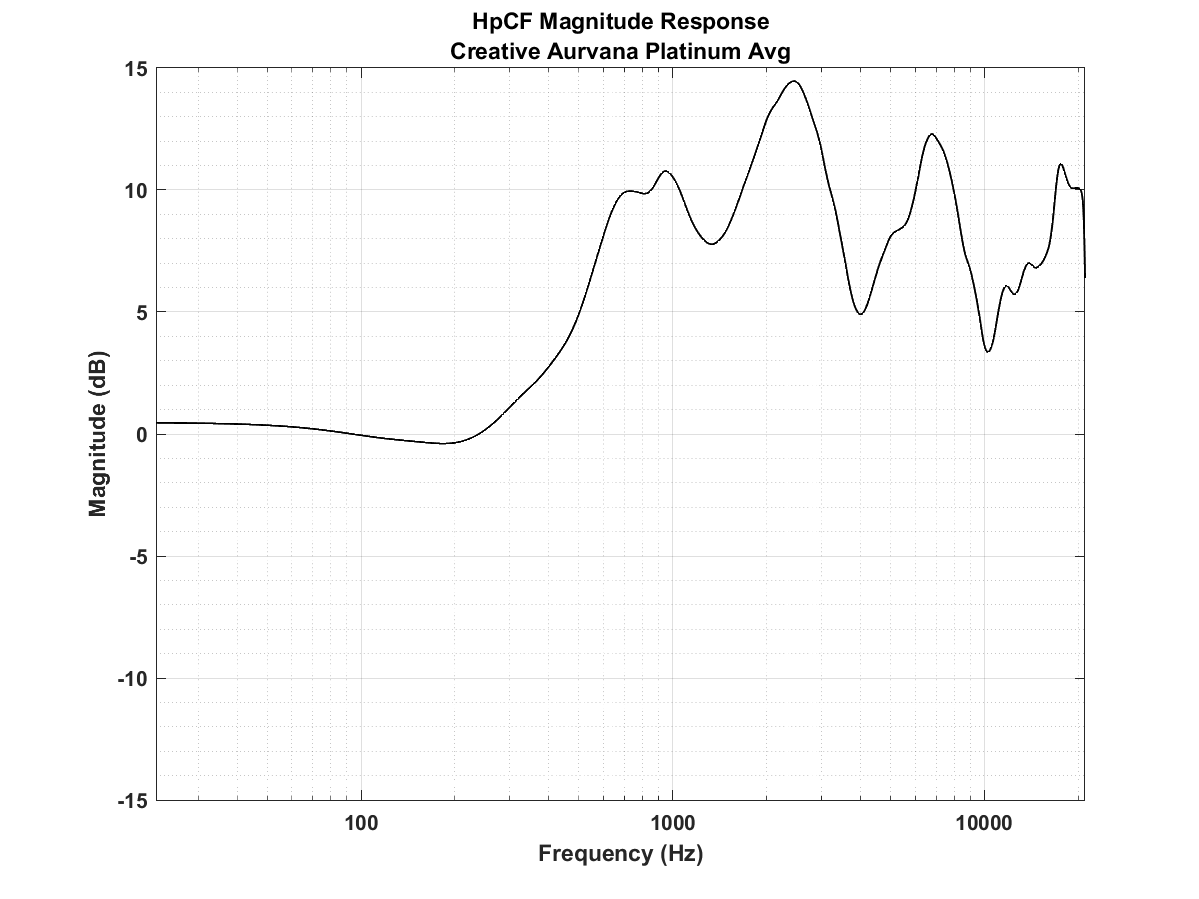 HpCF Magnitude Response
Creative Aurvana Platinum Avg
15
10
5
0
-5
-10
-15
Magnitude (dB)
100
1000
10000
Frequency (Hz)